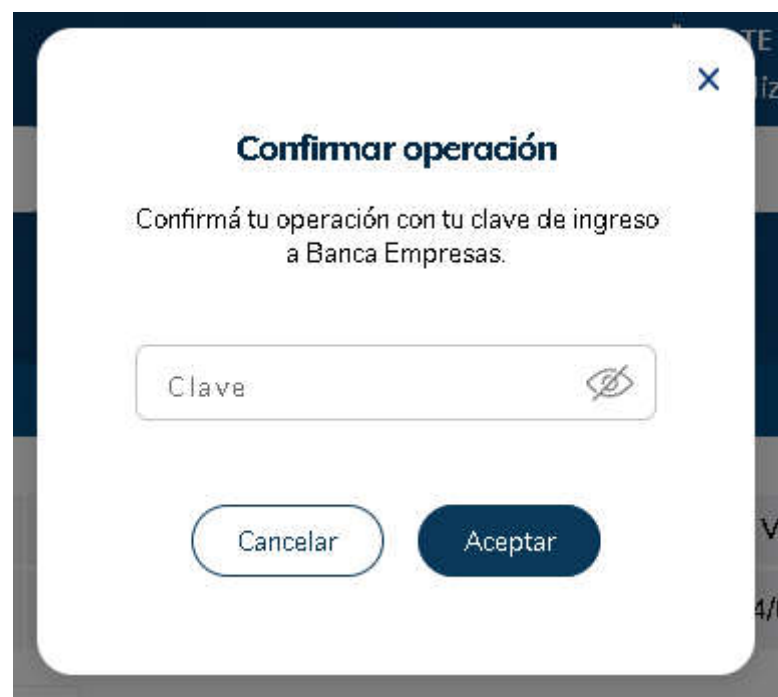 Confirmar operación
Confirmá tu operación con tu clave de ingreso
a Banca Empresas.
Clave
Cancelar
Aceptar